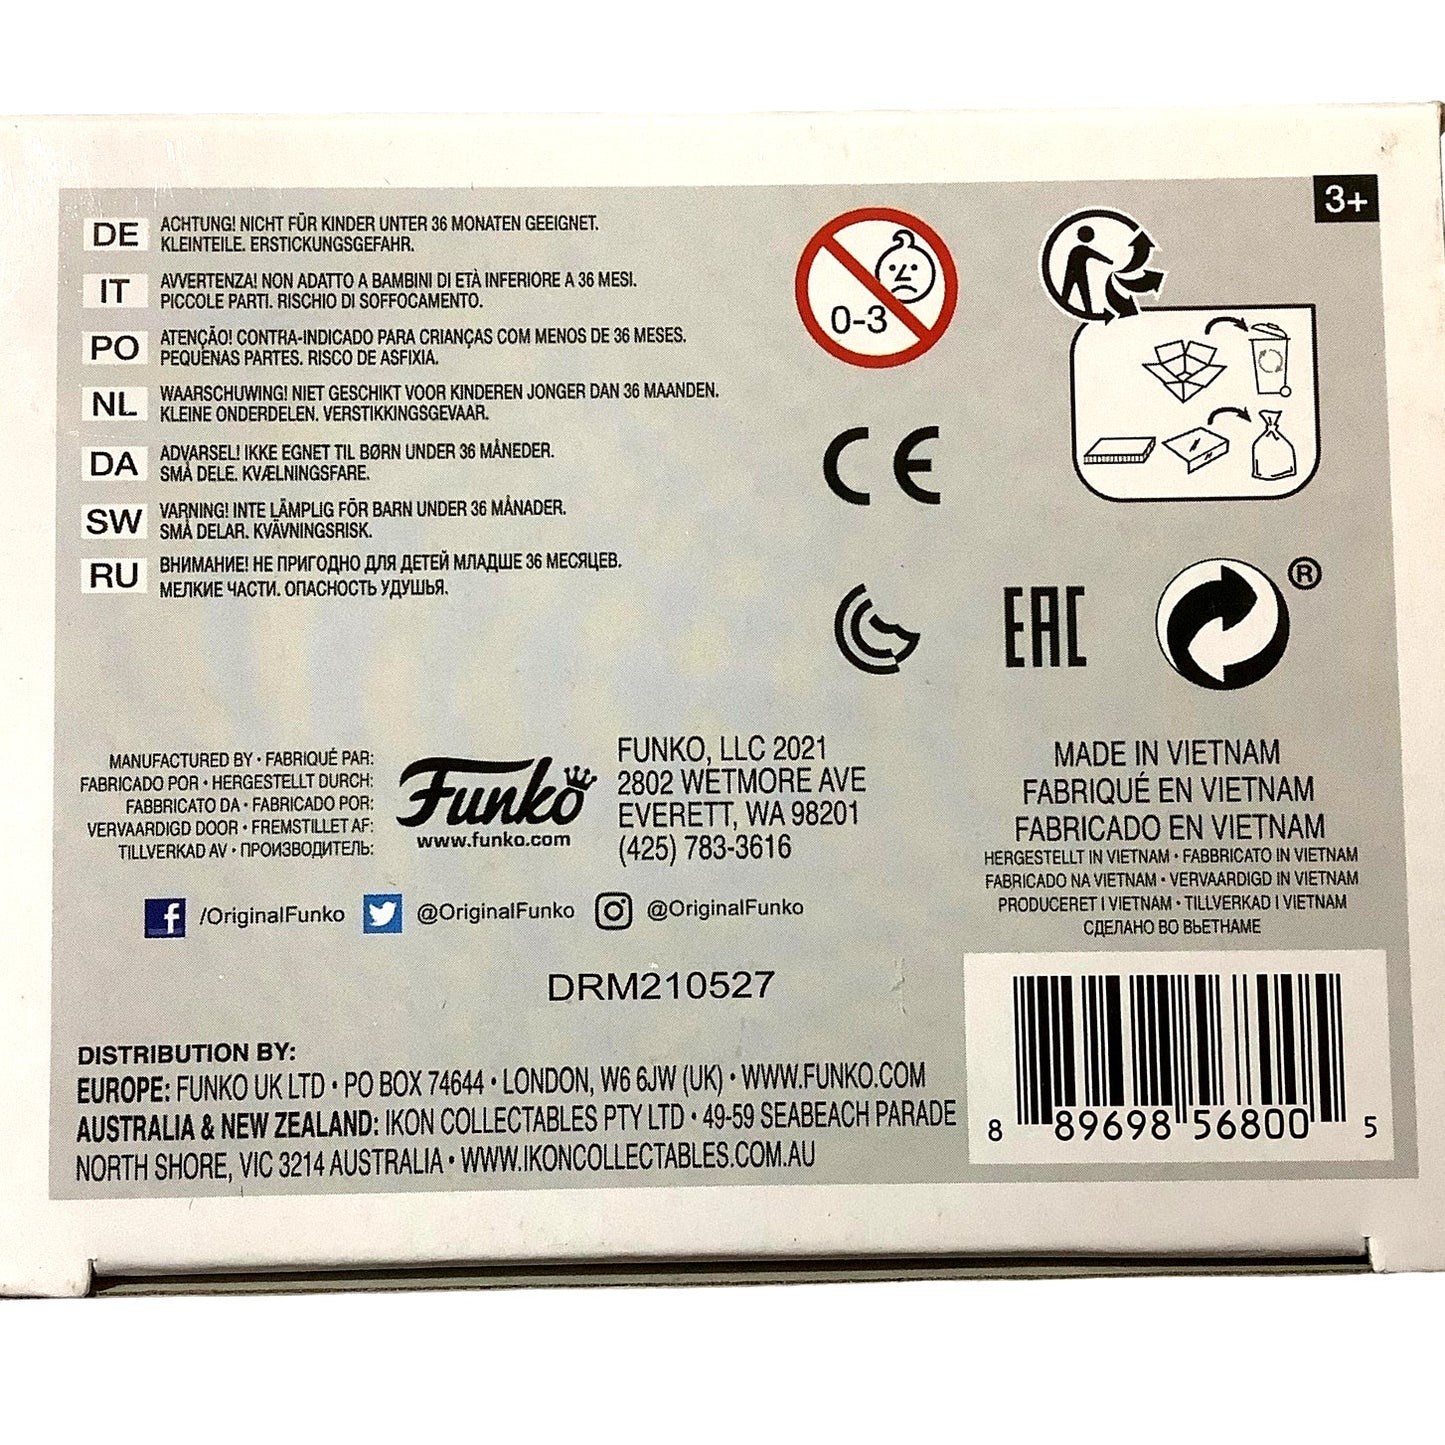 3+
DE
ACHTUNG! NICHT FÜR KINDER UNTER 36 MONATEN GEEIGNET.
KLEINTEILE. ERSTICKUNGSGEFAHR.
IT
AVVERTENZA! NON ADATTO A BAMBINI DI ETÀ INFERIORE A 36 MESI.
PICCOLE PARTI. RISCHIO DI SOFFOCAMENTO.
PO
ATENÇÃO! CONTRA-INDICADO PARA CRIANÇAS COM MENOS DE 36 MESES.
PEQUENAS PARTES. RISCO DE ASFIXIA.
NL
WAARSCHUWING! NIET GESCHIKT VOOR KINDEREN JONGER DAN 36 MAANDEN.
KLEINE ONDERDELEN. VERSTIKKINGSGEVAAR.
DA
ADVARSEL! IKKE EGNET TIL BØRN UNDER 36 MÅNEDER.
SMÅ DELE. KVÆLNINGSFARE.
SW
VARNING! INTE LÄMPLIG FÖR BARN UNDER 36 MÅNADER.
SMÅ DELAR. KVÄVNINGSRISK.
RU
ВНИМАНИЕ! НЕ ПРИГОДНО ДЛЯ ДЕТЕЙ МЛАДШЕ 36 МЕСЯЦЕВ.
МЕЛКИЕ ЧАСТИ. ОПАСНОСТЬ УДУШЬЯ.
0-3
CE
EAC
®
MANUFACTURED BY • FABRIQUÉ PAR:
FABRICADO POR • HERGESTELLT DURCH:
FABBRICATO DA • FABRICADO POR:
VERVAARDIGD DOOR • FREMSTILLET AF:
TILLVERKAD AV • ПРОИЗВОДИТЕЛЬ:
Funko
www.funko.com
FUNKO, LLC 2021
2802 WETMORE AVE
EVERETT, WA 98201
(425) 783-3616
MADE IN VIETNAM
FABRIQUÉ EN VIETNAM
FABRICADO EN VIETNAM
HERGESTELLT IN VIETNAM • FABBRICATO IN VIETNAM
FABRICADO NA VIETNAM • VERVAARDIGD IN VIETNAM
PRODUCERET I VIETNAM • TILLVERKAD I VIETNAM
СДЕЛАНО ВО ВЬЕТНАМЕ
f /OriginalFunko @OriginalFunko @OriginalFunko
DRM210527
DISTRIBUTION BY:
EUROPE: FUNKO UK LTD • PO BOX 74644 • LONDON, W6 6JW (UK) • WWW.FUNKO.COM
AUSTRALIA & NEW ZEALAND: IKON COLLECTABLES PTY LTD • 49-59 SEABEACH PARADE
NORTH SHORE, VIC 3214 AUSTRALIA • WWW.IKONCOLLECTABLES.COM.AU
8 89698 56800 5